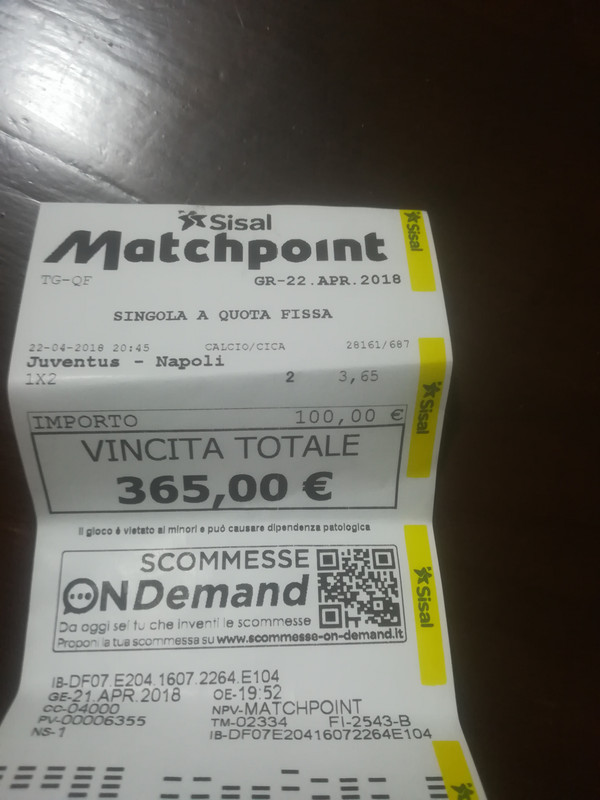 Sisal
Matchpoint
TG-QF GR-22.APR.2018
SINGOLA A QUOTA FISSA
22-04-2018 20:45 CALCIO/CICA 28161/687
Juventus - Napoli
1X2 2 3,65
IMPORTO 100,00 €
VINCITA TOTALE
365,00 €
Il gioco è vietato ai minori e può causare dipendenza patologica
SCOMMESSE
ON Demand
Da oggi sei tu che inventi le scommesse
Proponi la tua scommessa su www.scommesse-on-demand.it
IB-DF07.E204.1607.2264.E104
GE-21.APR.2018 OE-19:52
CC-04000 NPV-MATCHPOINT
PV-00006355 TM-02334 FI-2543-B
NS-1 IB-DF07E20416072264E104
Sisal
Sisal
Sisal